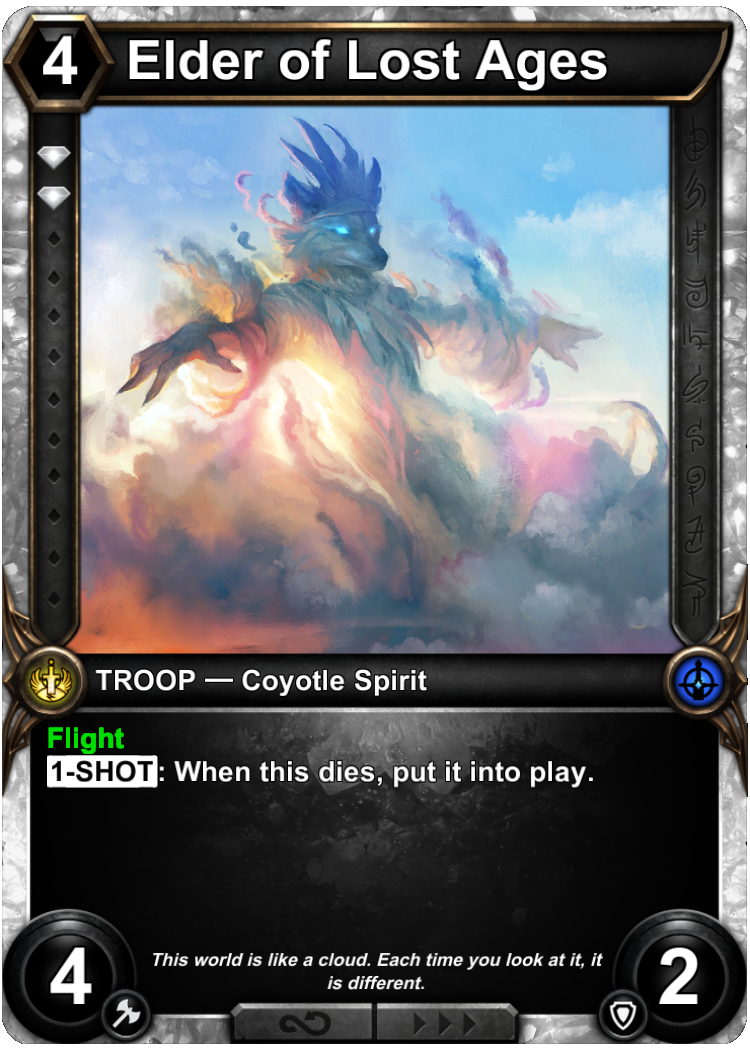 4
Elder of Lost Ages
TROOP — Coyotle Spirit
Flight
1-SHOT: When this dies, put it into play.
This world is like a cloud. Each time you look at it, it
is different.
4
2